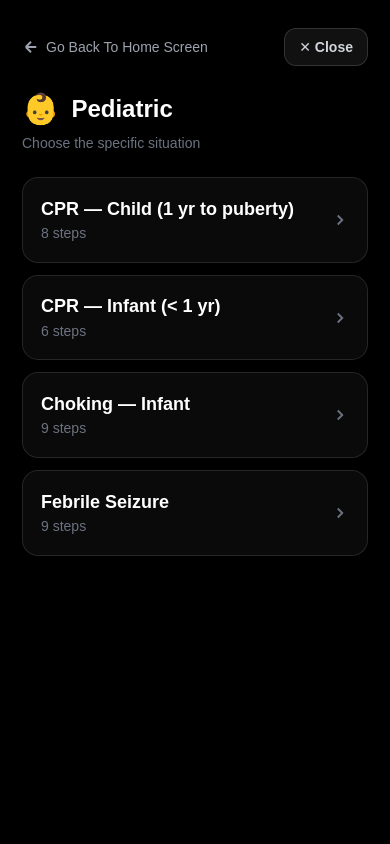 Go Back To Home Screen
✕ Close
Pediatric
Choose the specific situation
CPR — Child (1 yr to puberty)
8 steps
CPR — Infant (< 1 yr)
6 steps
Choking — Infant
9 steps
Febrile Seizure
9 steps